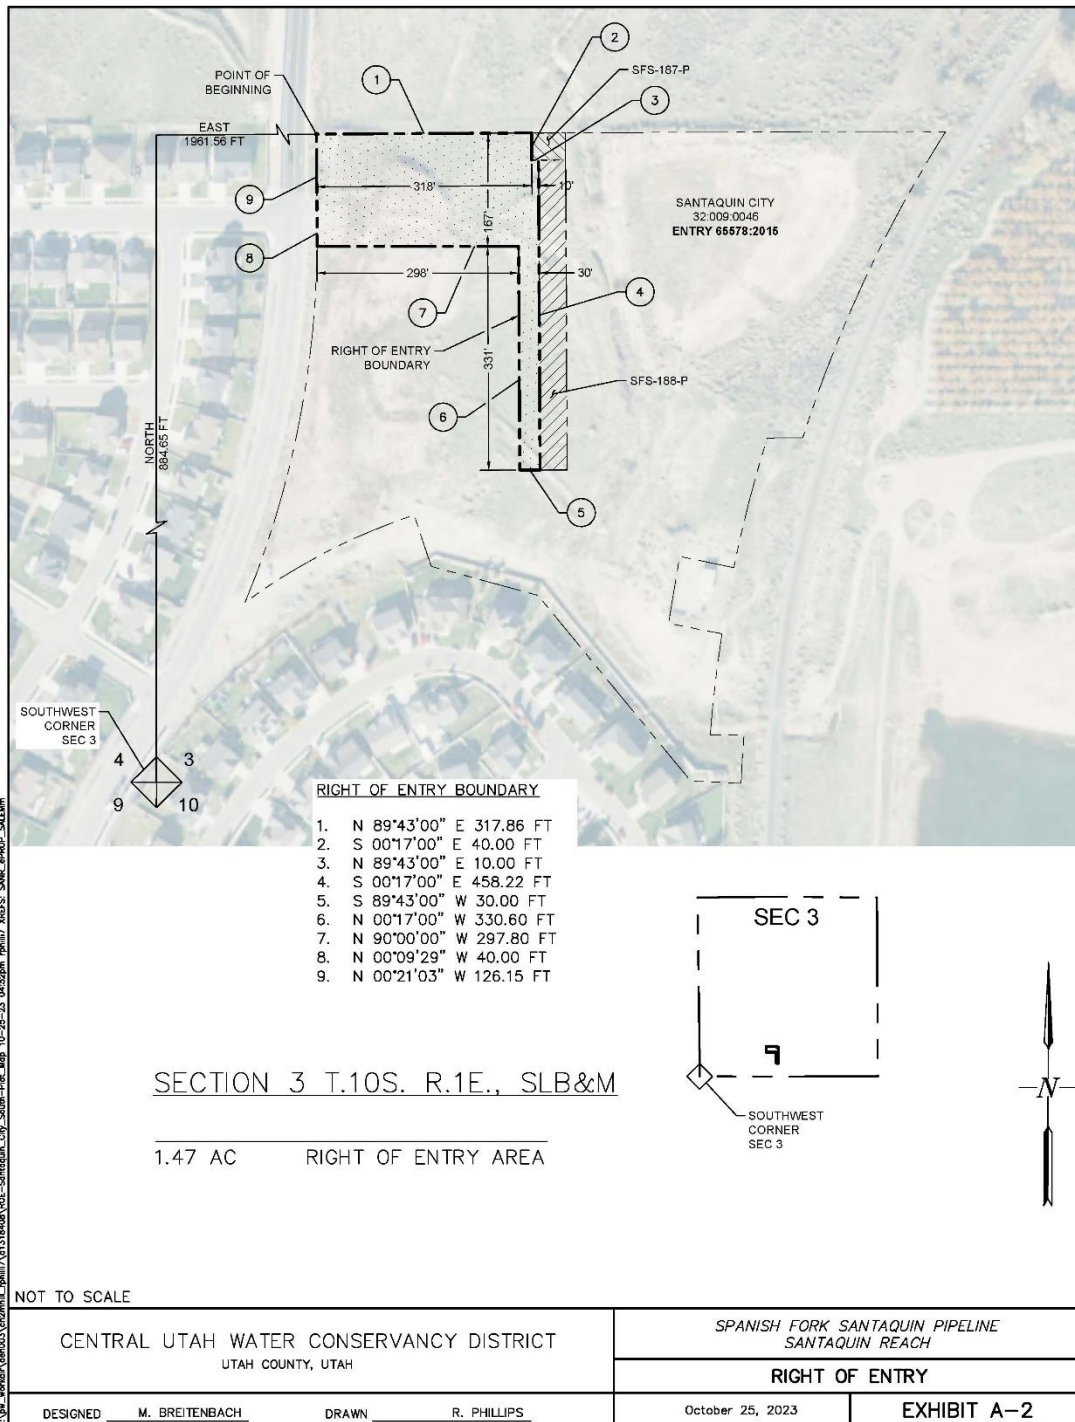 POINT OF
BEGINNING
1
2
SFS-187-P
3
EAST
1961.56 FT
9
318'
10'
167'
SANTAQUIN CITY
32:009:0046
ENTRY 65578:2015
8
298'
30'
7
4
RIGHT OF ENTRY
BOUNDARY
331'
SFS-188-P
6
NORTH
884.65 FT
5
SOUTHWEST
CORNER
SEC 3
4 3
9 10
RIGHT OF ENTRY BOUNDARY
1. N 89°43'00" E 317.86 FT
2. S 00°17'00" E 40.00 FT
3. N 89°43'00" E 10.00 FT
4. S 00°17'00" E 458.22 FT
5. S 89°43'00" W 30.00 FT
6. N 00°17'00" W 330.60 FT
7. N 90°00'00" W 297.80 FT
8. N 00°09'29" W 40.00 FT
9. N 00°21'03" W 126.15 FT
SEC 3
SOUTHWEST
CORNER
SEC 3
N
SECTION 3 T.10S. R.1E., SLB&M
1.47 AC RIGHT OF ENTRY AREA
NOT TO SCALE
CENTRAL UTAH WATER CONSERVANCY DISTRICT
UTAH COUNTY, UTAH
SPANISH FORK SANTAQUIN PIPELINE
SANTAQUIN REACH
RIGHT OF ENTRY
DESIGNED M. BREITENBACH DRAWN R. PHILLIPS
October 25, 2023
EXHIBIT A-2